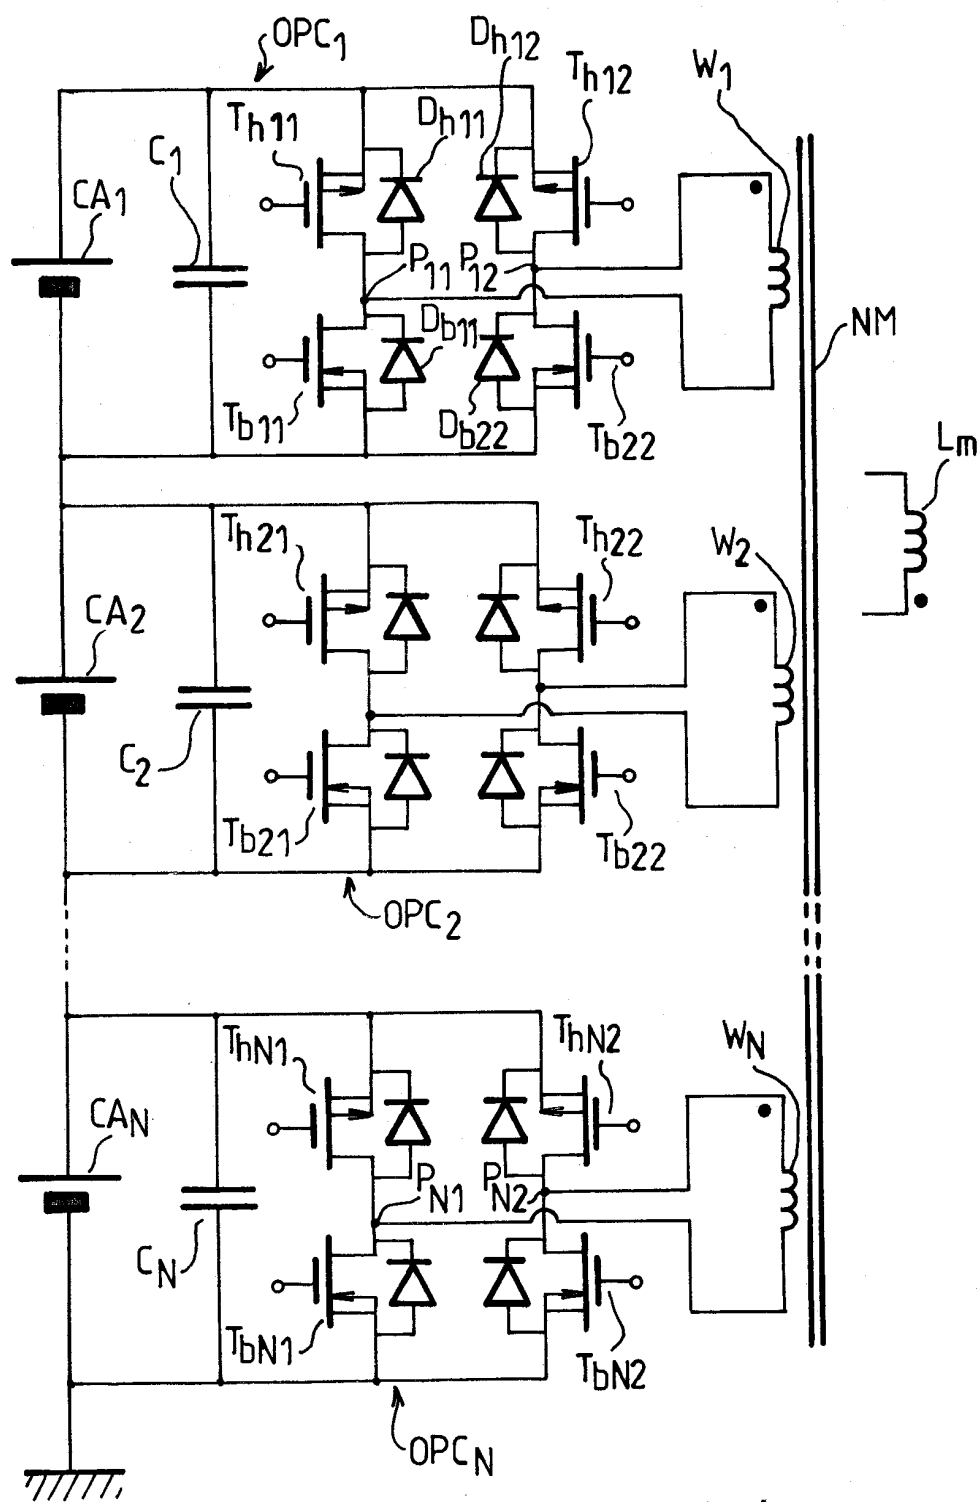 OPC1
Dh12
Th12
W1
Th11
Dh11
C1
CA1
P11
P12
NM
Db11
Tb11
Db22
Tb22
Lm
Th21
Th22
W2
CA2
C2
Tb21
Tb22
OPC2
ThN1
ThN2
WN
CAN
PN1
PN2
CN
TbN1
TbN2
OPCN